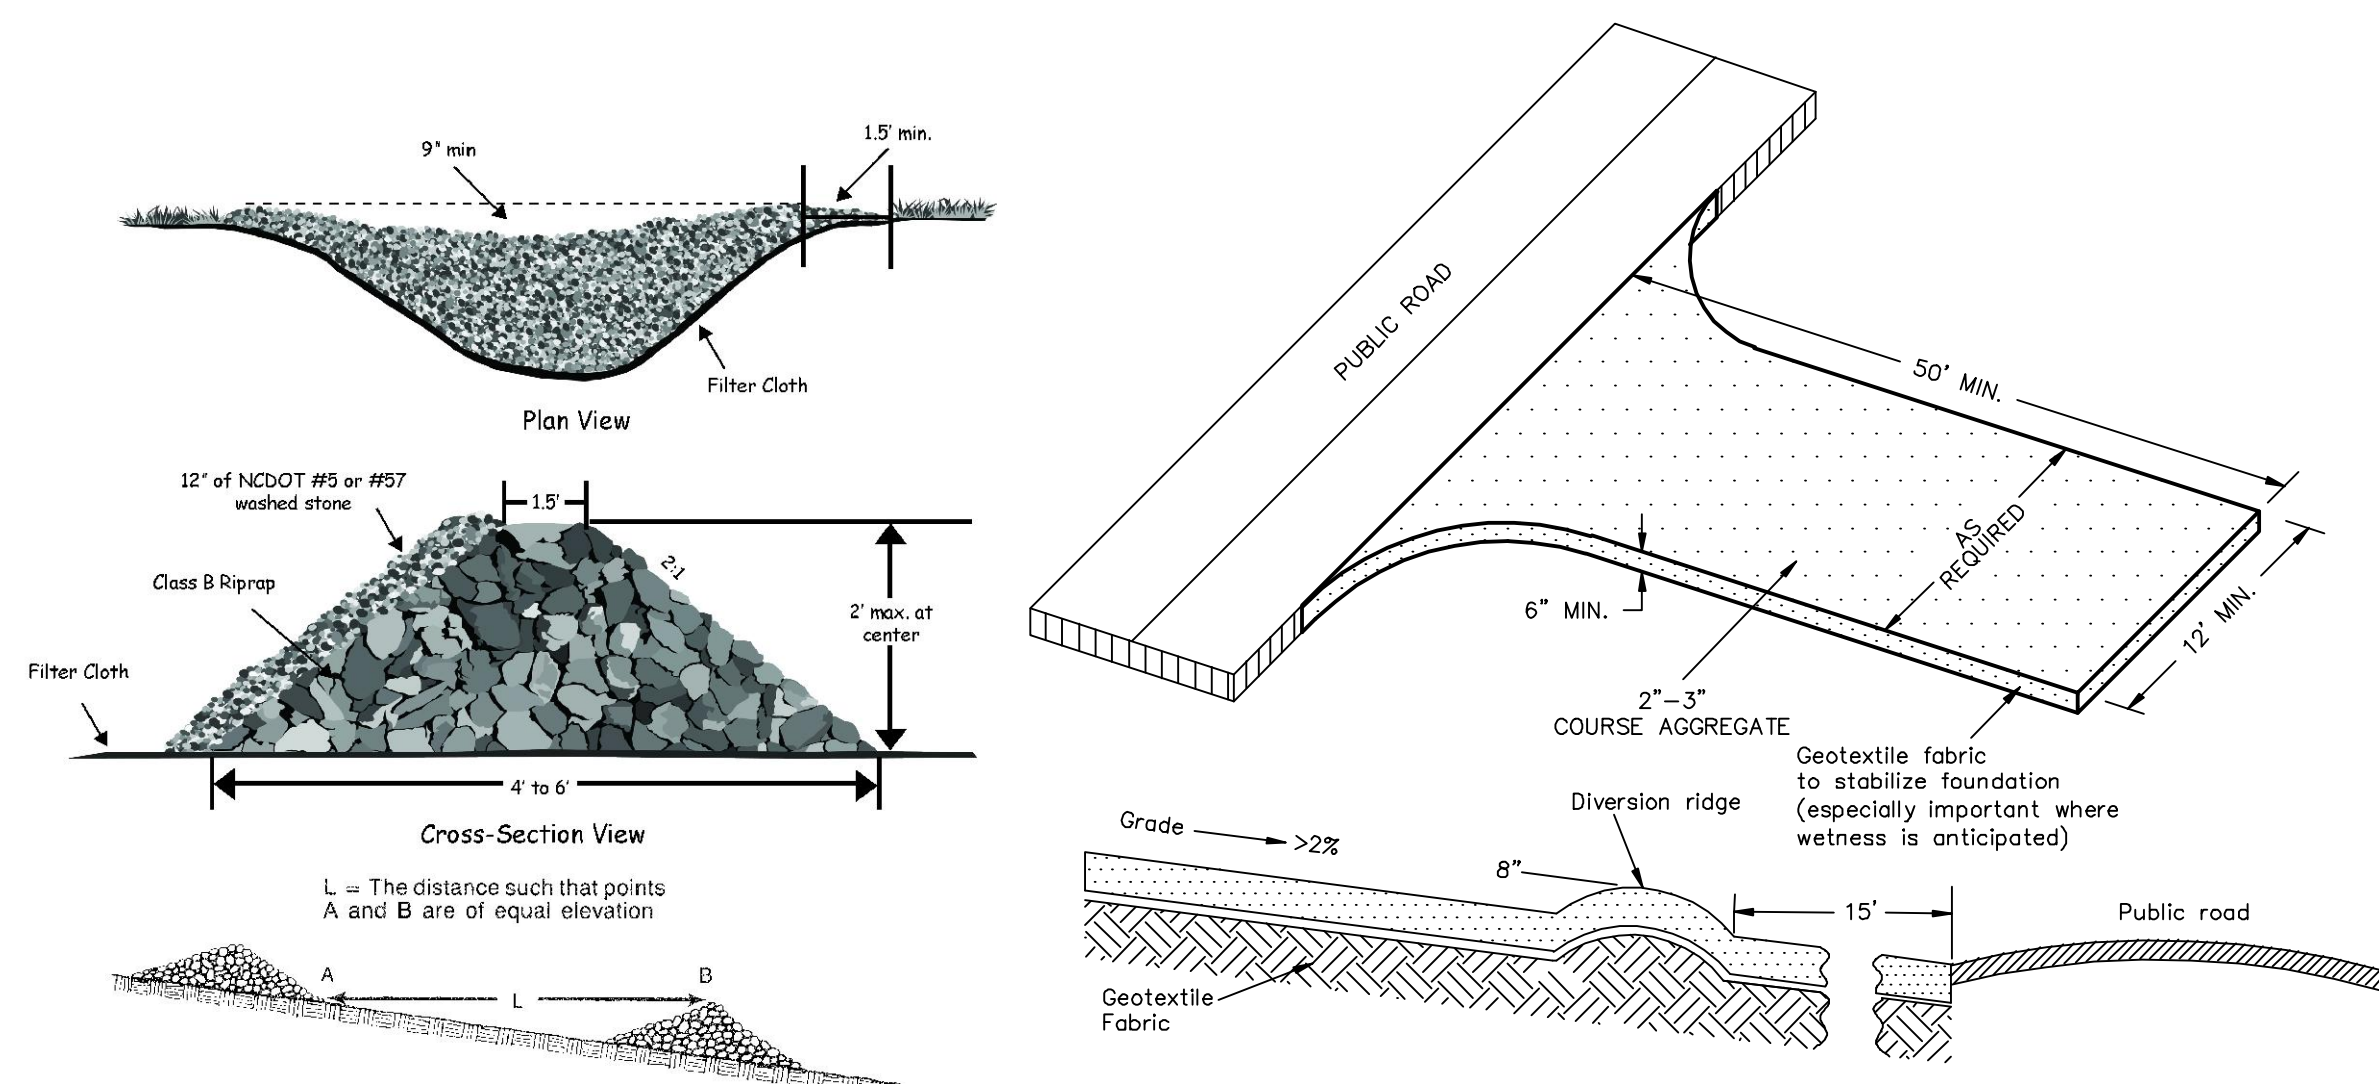 9" min
1.5' min.
Filter Cloth
Plan View
12" of NCDOT #5 or #57
washed stone
1.5'
Class B Riprap
2:1
2' max. at
center
Filter Cloth
4' to 6'
Cross-Section View
L = The distance such that points
A and B are of equal elevation
A
B
L
PUBLIC ROAD
50' MIN.
AS
REQUIRED
12' MIN.
6" MIN.
2"-3"
COURSE AGGREGATE
Geotextile fabric
to stabilize foundation
(especially important where
wetness is anticipated)
Diversion ridge
Grade
>2%
8"
15'
Public road
Geotextile
Fabric